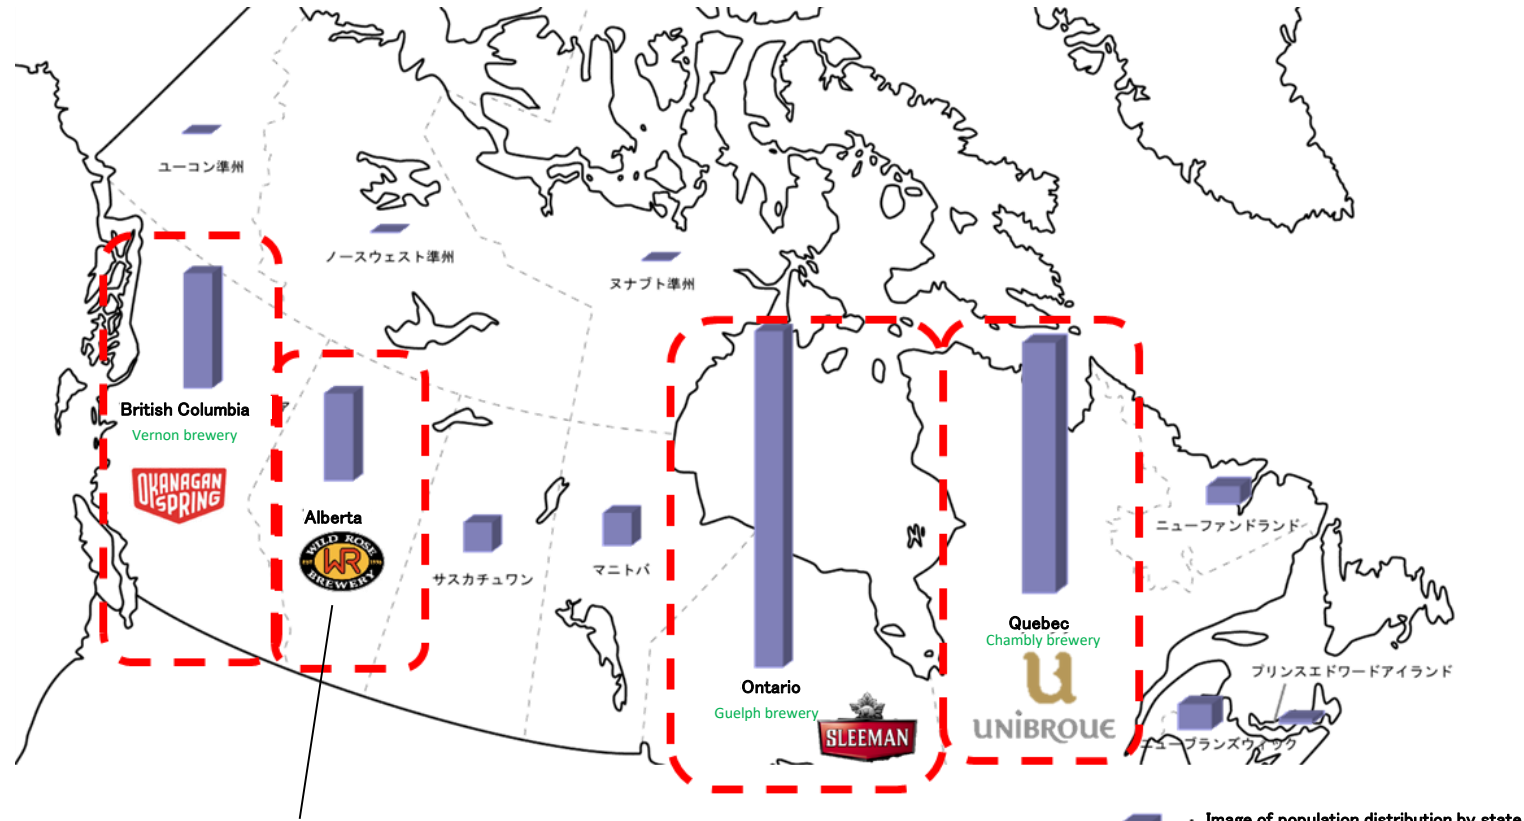 ユーコン準州
ノースウェスト準州
ヌナブト準州
British Columbia
Vernon brewery
OKANAGAN
SPRING
Alberta
WILD ROSE
WR
BREWERY
サスカチュワン
マニトバ
Ontario
Guelph brewery
SLEEMAN
Quebec
Chambly brewery
UNIBROUE
ニューファンドランド
プリンスエドワードアイランド
ニューブランズウィック
: Image of population distribution by state